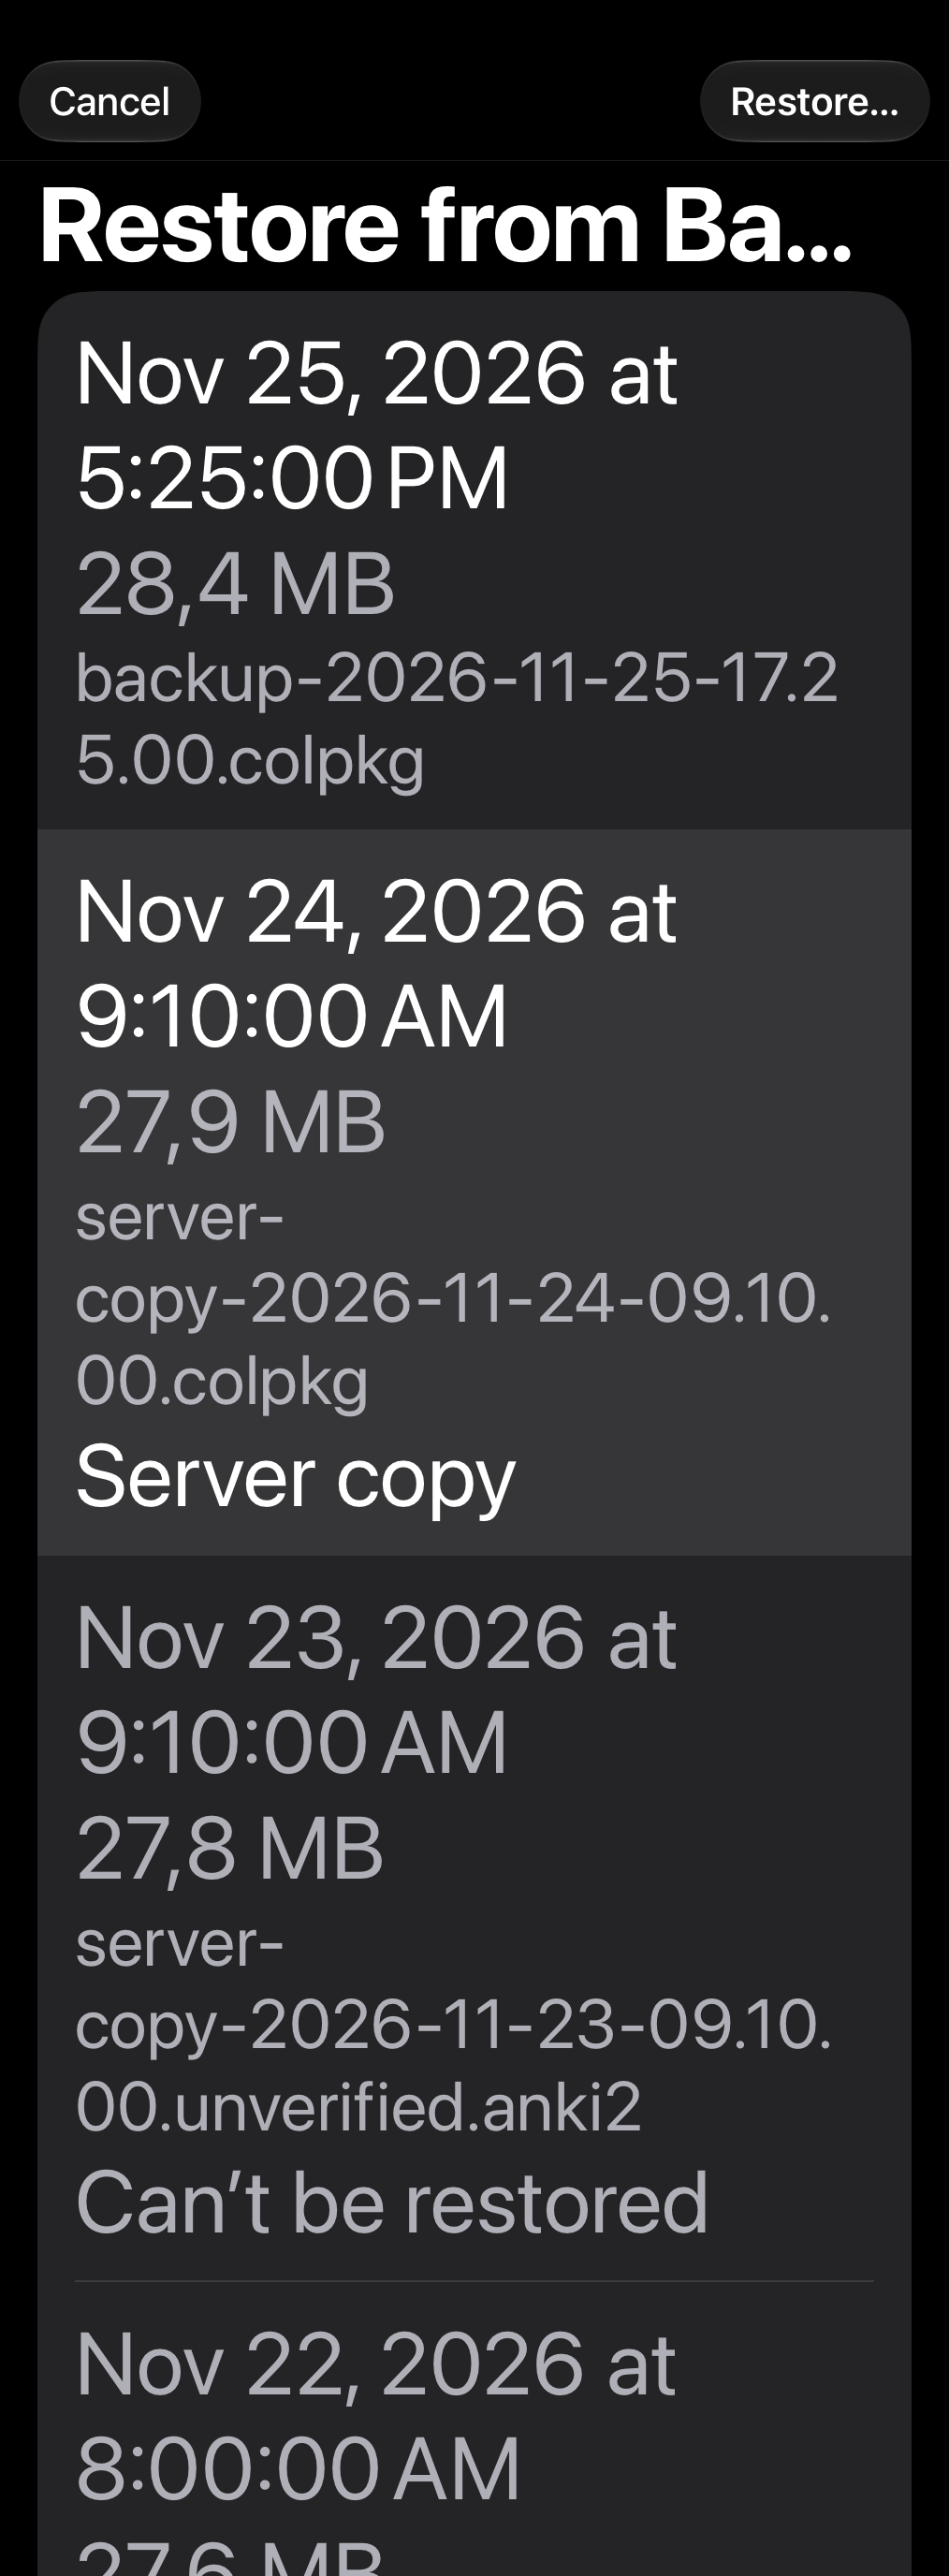 Cancel
Restore...
Restore from Ba...
Nov 25, 2026 at
5:25:00 PM
28,4 MB
backup-2026-11-25-17.2
5.00.colpkg
Nov 24, 2026 at
9:10:00 AM
27,9 MB
server-
copy-2026-11-24-09.10.
00.colpkg
Server copy
Nov 23, 2026 at
9:10:00 AM
27,8 MB
server-
copy-2026-11-23-09.10.
00.unverified.anki2
Can’t be restored
Nov 22, 2026 at
8:00:00 AM
27,6 MB